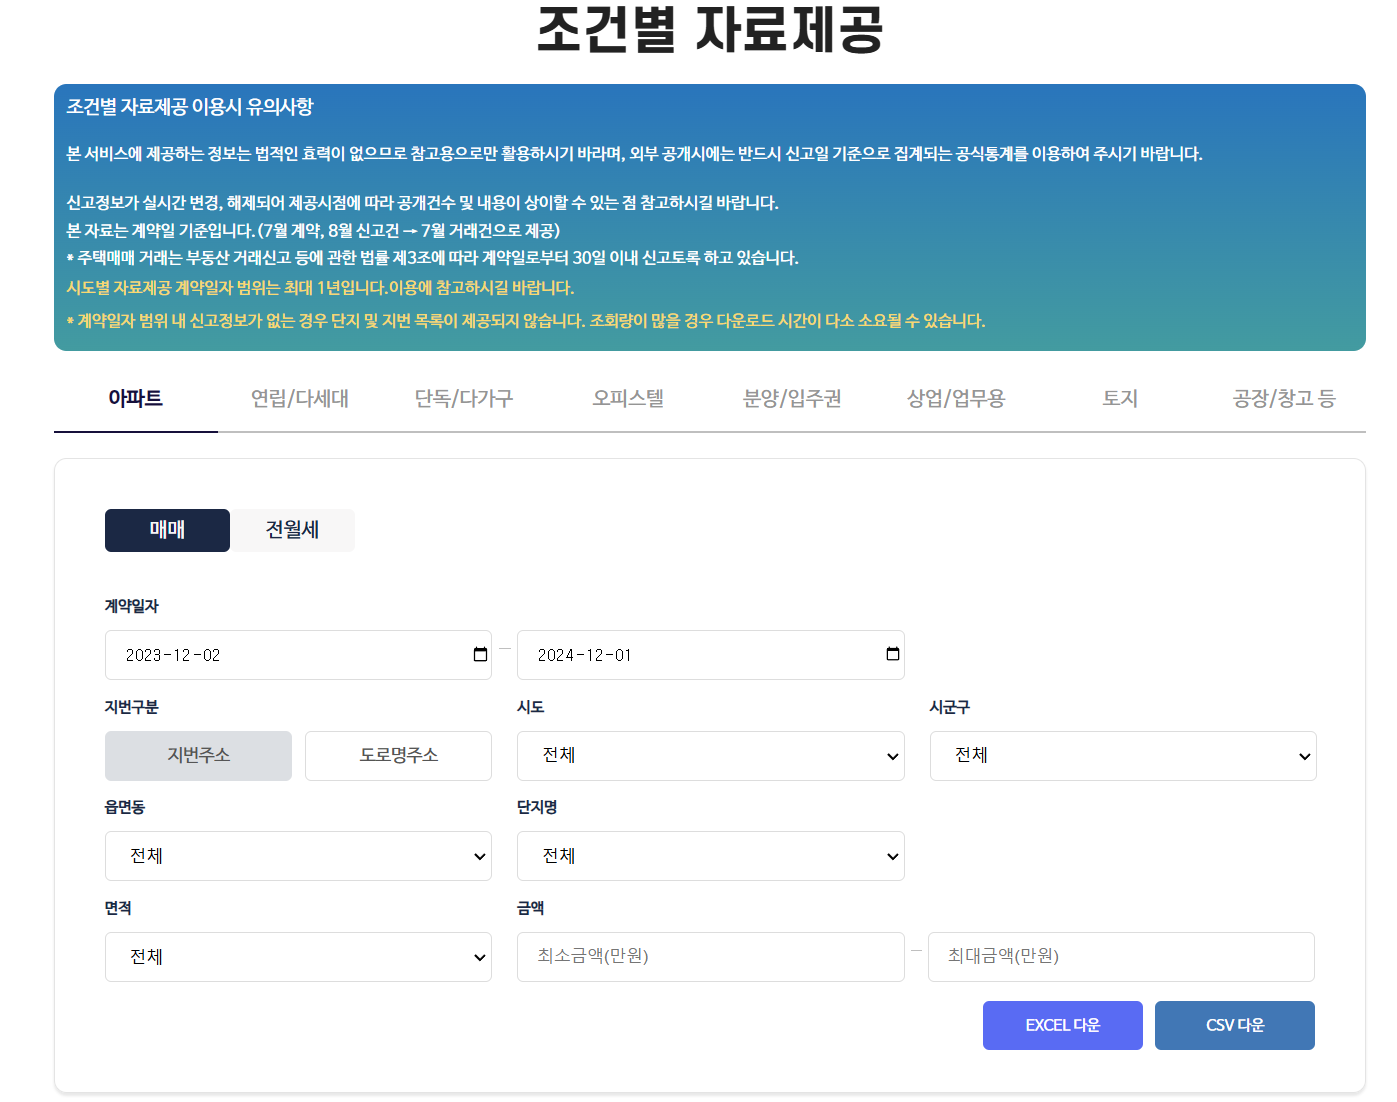 조건별 자료제공
조건별 자료제공 이용시 유의사항
본 서비스에 제공하는 정보는 법적인 효력이 없으므로 참고용으로만 활용하시기 바라며, 외부 공개시에는 반드시 신고일 기준으로 집계되는 공식통계를 이용하여 주시기 바랍니다.
신고정보가 실시간 변경, 해제되어 제공시점에 따라 공개건수 및 내용이 상이할 수 있는 점 참고하시길 바랍니다.
본 자료는 계약일 기준입니다.(7월 계약, 8월 신고건 → 7월 거래건으로 제공)
* 주택매매 거래는 부동산 거래신고 등에 관한 법률 제3조에 따라 계약일로부터 30일 이내 신고토록 하고 있습니다.
시도별 자료제공 계약일자 범위는 최대 1년입니다.이용에 참고하시길 바랍니다.
* 계약일자 범위 내 신고정보가 없는 경우 단지 및 지번 목록이 제공되지 않습니다. 조회량이 많을 경우 다운로드 시간이 다소 소요될 수 있습니다.
아파트 연립/다세대 단독/다가구 오피스텔 분양/입주권 상업/업무용 토지 공장/창고 등
매매 전월세
계약일자
2023-12-02 – 2024-12-01
지번구분 시도 시군구
지번주소 도로명주소 전체 전체
읍면동 단지명
전체 전체
면적 금액
전체 최소금액(만원) – 최대금액(만원)
EXCEL 다운 CSV 다운